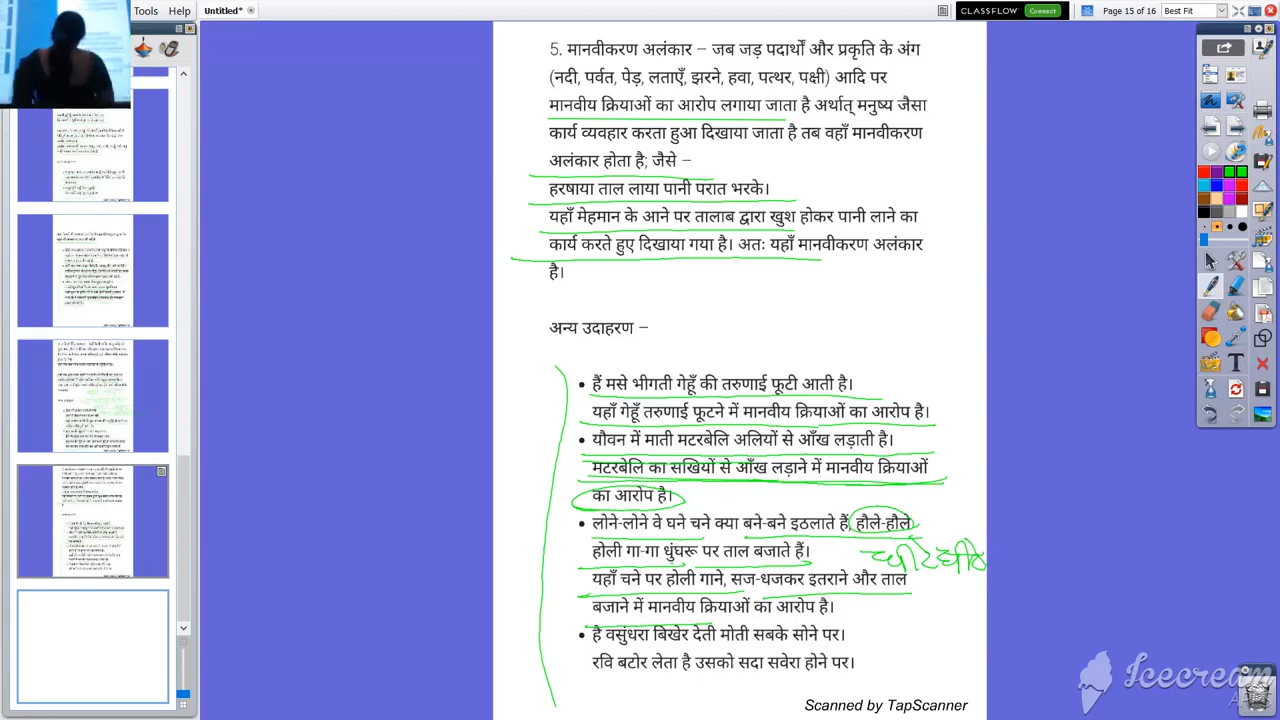 Tools Help
Untitled*
CLASSFLOW Connect
Page 15 of 16
Best Fit
5. मानवीकरण अलंकार – जब जड़ पदार्थों और प्रकृति के अंग
(नदी, पर्वत, पेड़, लताएँ, झरने, हवा, पत्थर, पक्षी) आदि पर
मानवीय क्रियाओं का आरोप लगाया जाता है अर्थात् मनुष्य जैसा
कार्य व्यवहार करता हुआ दिखाया जाता है तब वहाँ मानवीकरण
अलंकार होता है; जैसे –
हरषाया ताल लाया पानी परात भरके।
यहाँ मेहमान के आने पर तालाब द्वारा खुश होकर पानी लाने का
कार्य करते हुए दिखाया गया है। अतः यहाँ मानवीकरण अलंकार
है।
अन्य उदाहरण –
• हैं मसे भीगती गेहूँ की तरुणाई फूटी आती है।
यहाँ गेहूँ तरुणाई फूटने में मानवीय क्रियाओं का आरोप है।
• यौवन में माती मटरबेलि अलियों से आँख लड़ाती है।
मटरबेलि का सखियों से आँख लड़ाने में मानवीय क्रियाओं
का आरोप है।
• लोने-लोने वे घने चने क्या बने-बने इठलाते हैं, हौले-हौले
होली गा-गा धुंघरू पर ताल बजाते हैं।
यहाँ चने पर होली गाने, सज-धजकर इतराने और ताल
बजाने में मानवीय क्रियाओं का आरोप है।
• है वसुंधरा बिखेर देती मोती सबके सोने पर।
रवि बटोर लेता है उसको सदा सवेरा होने पर।
Scanned by TapScanner
Icecream